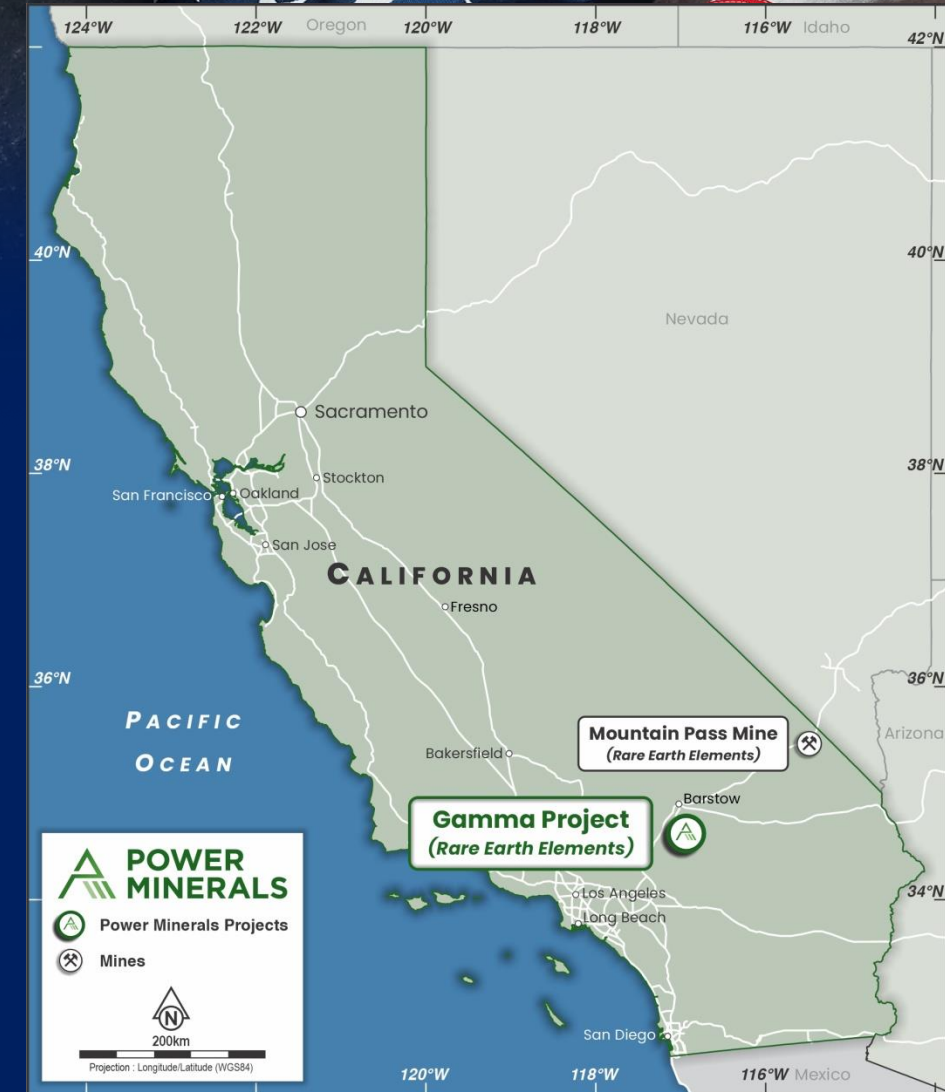 124°W
122°W
Oregon
120°W
118°W
116°W
Idaho
42°N
40°N
40°N
Nevada
Sacramento
38°N
38°N
Stockton
San Francisco
Oakland
San Jose
CALIFORNIA
Fresno
36°N
36°N
PACIFIC
OCEAN
Mountain Pass Mine
(Rare Earth Elements)
Arizona
Bakersfield
Barstow
Gamma Project
(Rare Earth Elements)
34°N
Los Angeles
Long Beach
POWER
MINERALS
Power Minerals Projects
Mines
N
200km
Projection : Longitude/Latitude (WGS84)
San Diego
120°W
118°W
116°W
Mexico